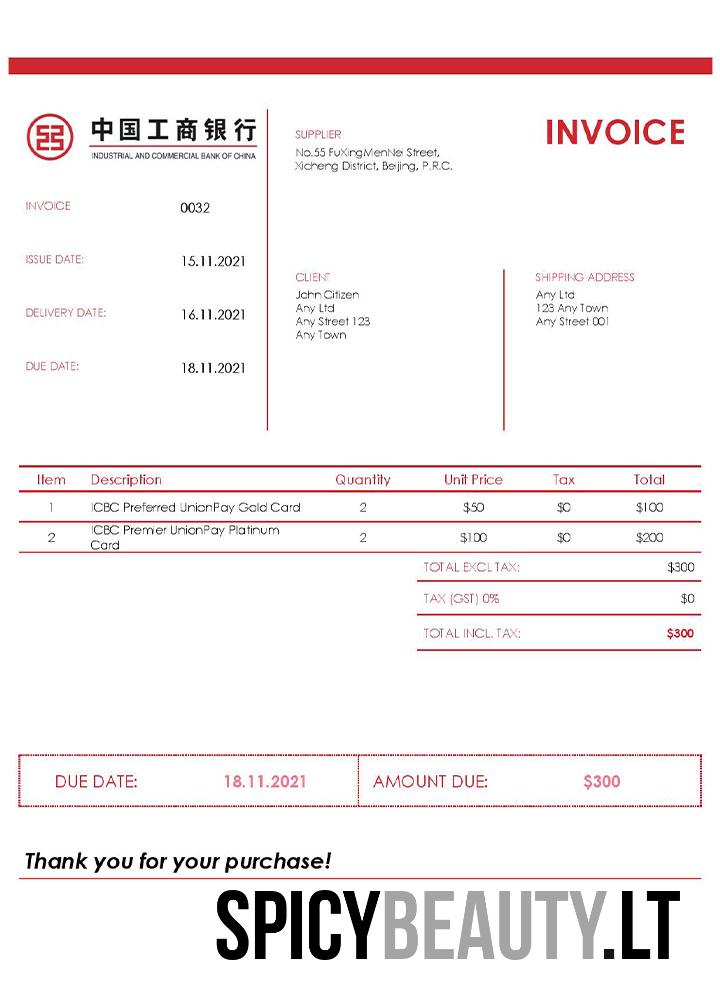 中国工商银行
INDUSTRIAL AND COMMERCIAL BANK OF CHINA
INVOICE
SUPPLIER
No.55 FuXingMenNei Street,
Xicheng District, Beijing, P.R.C.
INVOICE 0032
ISSUE DATE: 15.11.2021
DELIVERY DATE: 16.11.2021
DUE DATE: 18.11.2021
CLIENT
John Citizen
Any Ltd
Any Street 123
Any Town
SHIPPING ADDRESS
Any Ltd
123 Any Town
Any Street 001
Item Description Quantity Unit Price Tax Total
1 ICBC Preferred UnionPay Gold Card 2 $50 $0 $100
2 ICBC Premier UnionPay Platinum
Card 2 $100 $0 $200
TOTAL EXCL TAX: $300
TAX (GST) 0% $0
TOTAL INCL. TAX: $300
DUE DATE: 18.11.2021 AMOUNT DUE: $300
Thank you for your purchase!
SPICYBEAUTY.LT